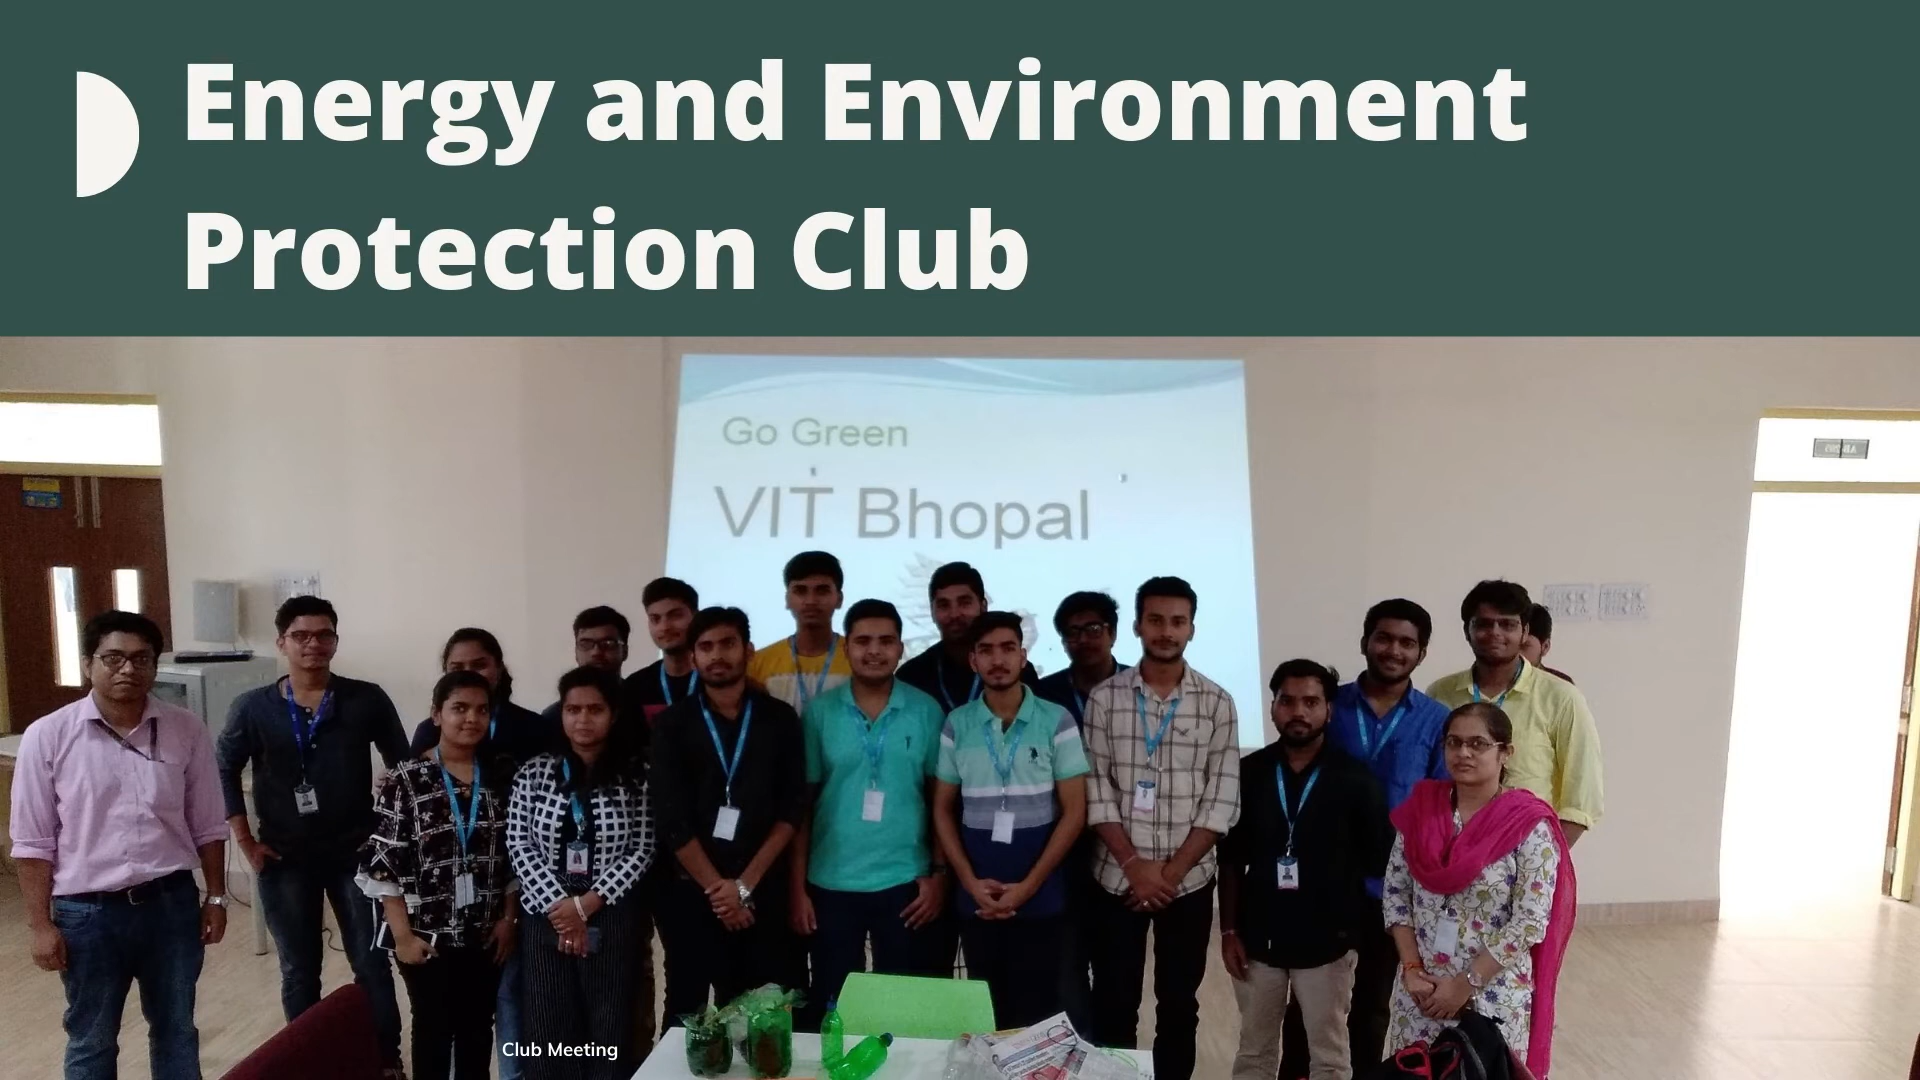 Energy and Environment
Protection Club
Go Green
VIT Bhopal
Club Meeting